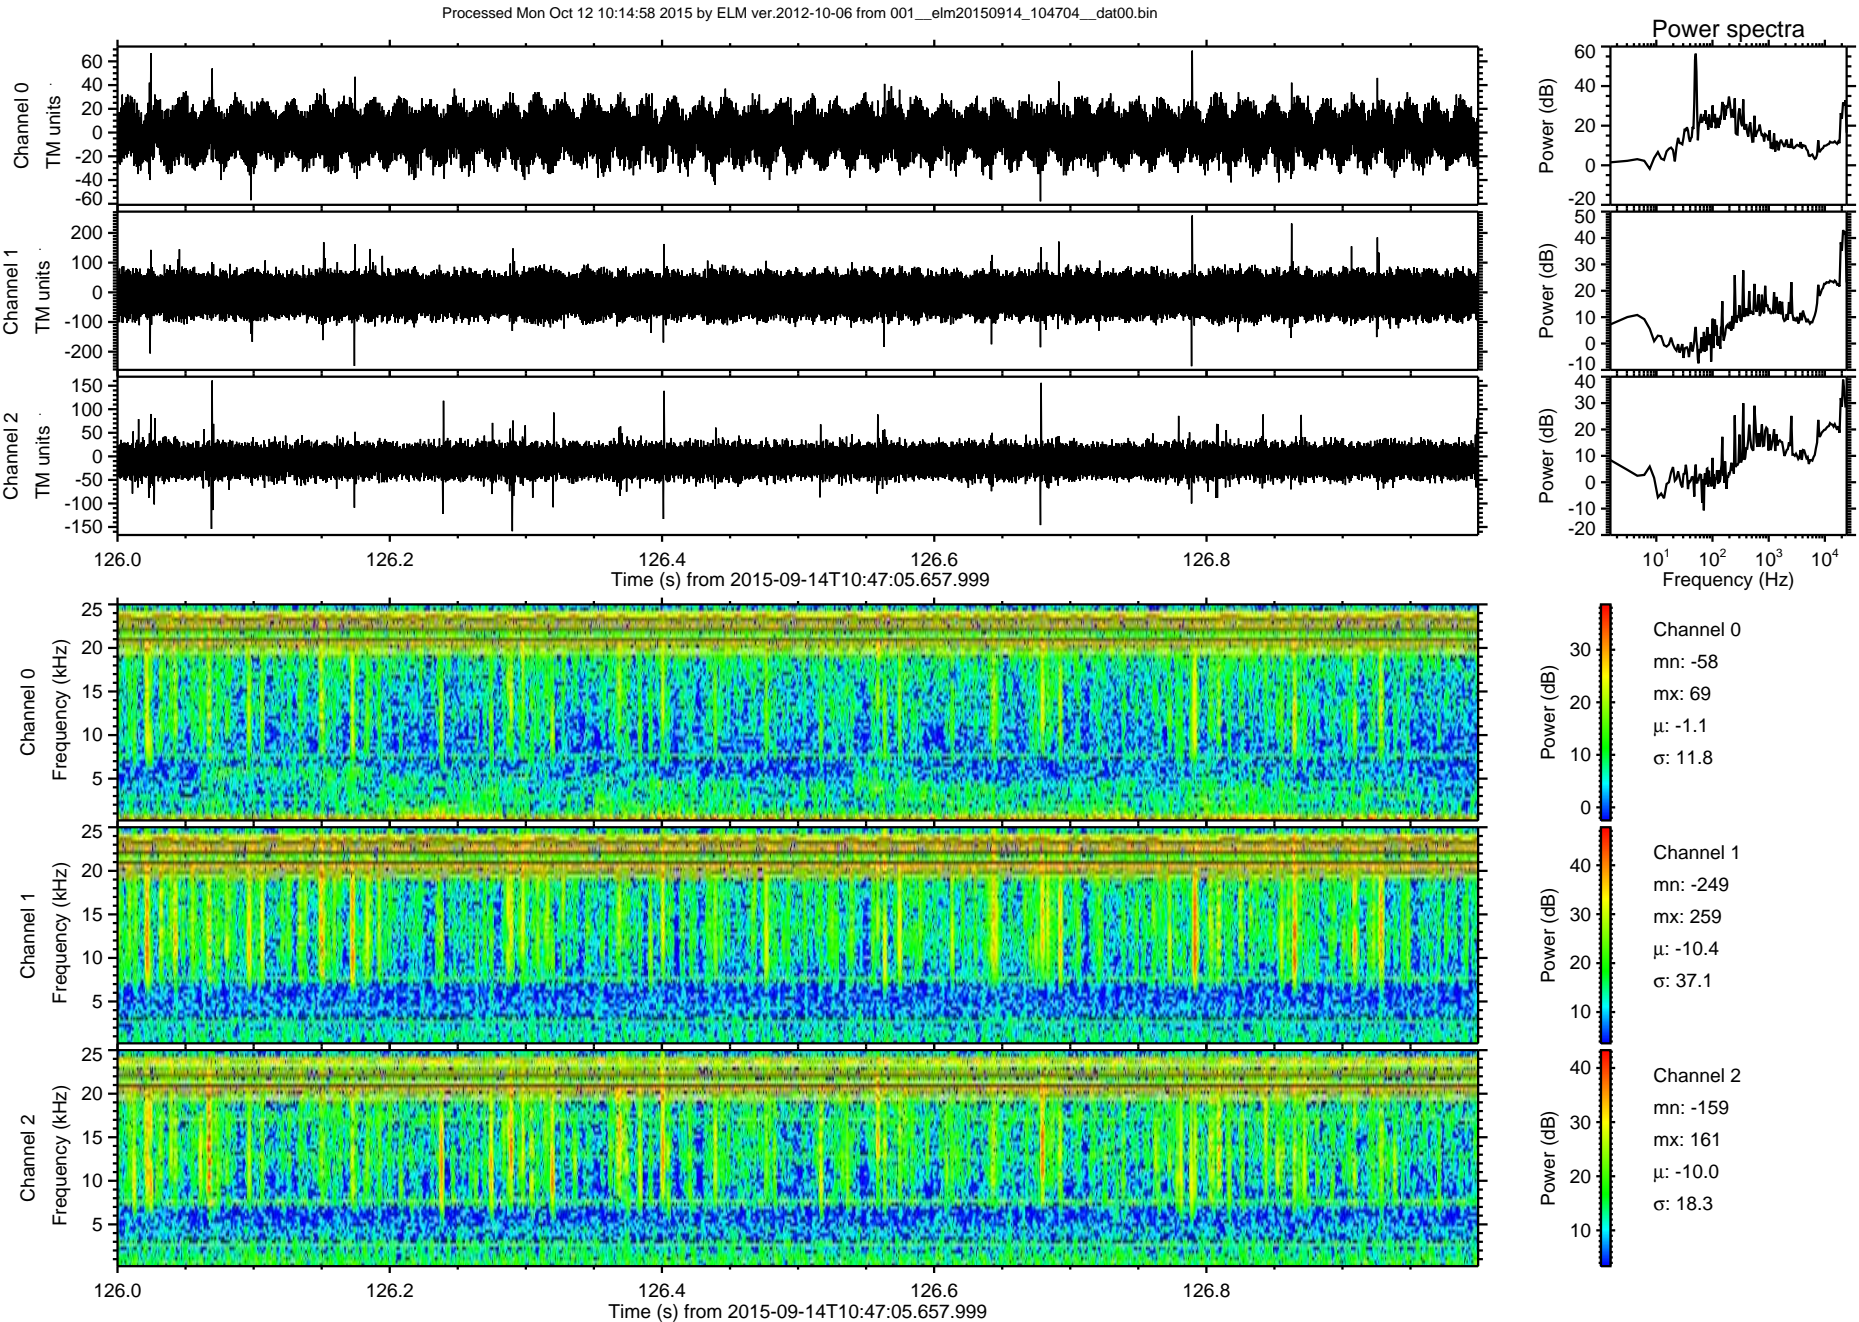 Processed Mon Oct 12 10:14:58 2015 by ELM ver.2012-10-06 from 001__elm20150914_104704__dat00.bin
Power spectra
Channel 0
TM units
60
40
20
0
-20
-40
-60
Power (dB)
60
40
20
0
-20
Channel 1
TM units
200
100
0
-100
-200
Power (dB)
50
40
30
20
10
0
-10
Channel 2
TM units
150
100
50
0
-50
-100
-150
Power (dB)
40
30
20
10
0
-10
-20
126.0 126.2 126.4 126.6 126.8
Time (s) from 2015-09-14T10:47:05.657.999
10^1 10^2 10^3 10^4
Frequency (Hz)
Channel 0
Frequency (kHz)
25
20
15
10
5
Power (dB)
30
20
10
0
Channel 0
mn: -58
mx: 69
μ: -1.1
σ: 11.8
Channel 1
Frequency (kHz)
25
20
15
10
5
Power (dB)
40
30
20
10
Channel 1
mn: -249
mx: 259
μ: -10.4
σ: 37.1
Channel 2
Frequency (kHz)
25
20
15
10
5
Power (dB)
40
30
20
10
Channel 2
mn: -159
mx: 161
μ: -10.0
σ: 18.3
126.0 126.2 126.4 126.6 126.8
Time (s) from 2015-09-14T10:47:05.657.999